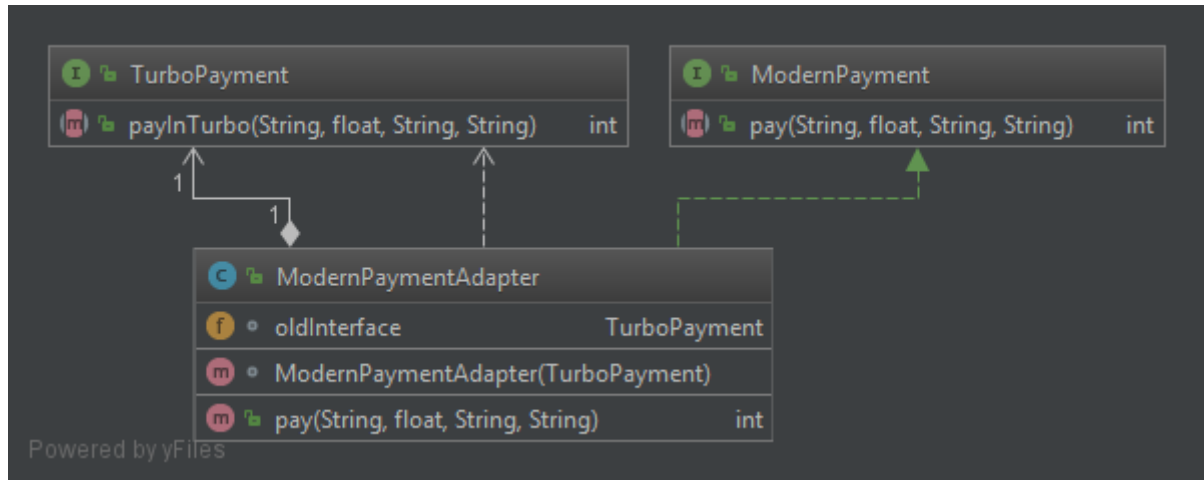 TurboPayment
payInTurbo(String, float, String, String) int
ModernPayment
pay(String, float, String, String) int
1
1
ModernPaymentAdapter
oldInterface TurboPayment
ModernPaymentAdapter(TurboPayment)
pay(String, float, String, String) int
Powered by yFiles